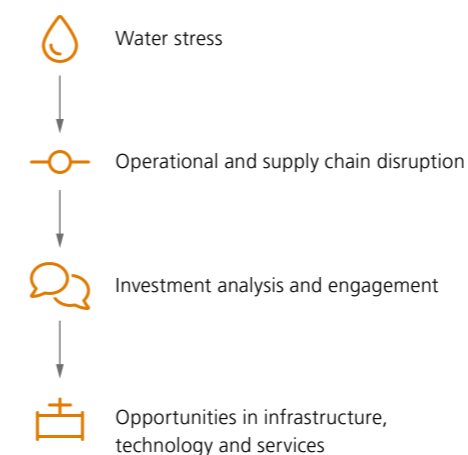 Water stress
Operational and supply chain disruption
Investment analysis and engagement
Opportunities in infrastructure,
technology and services